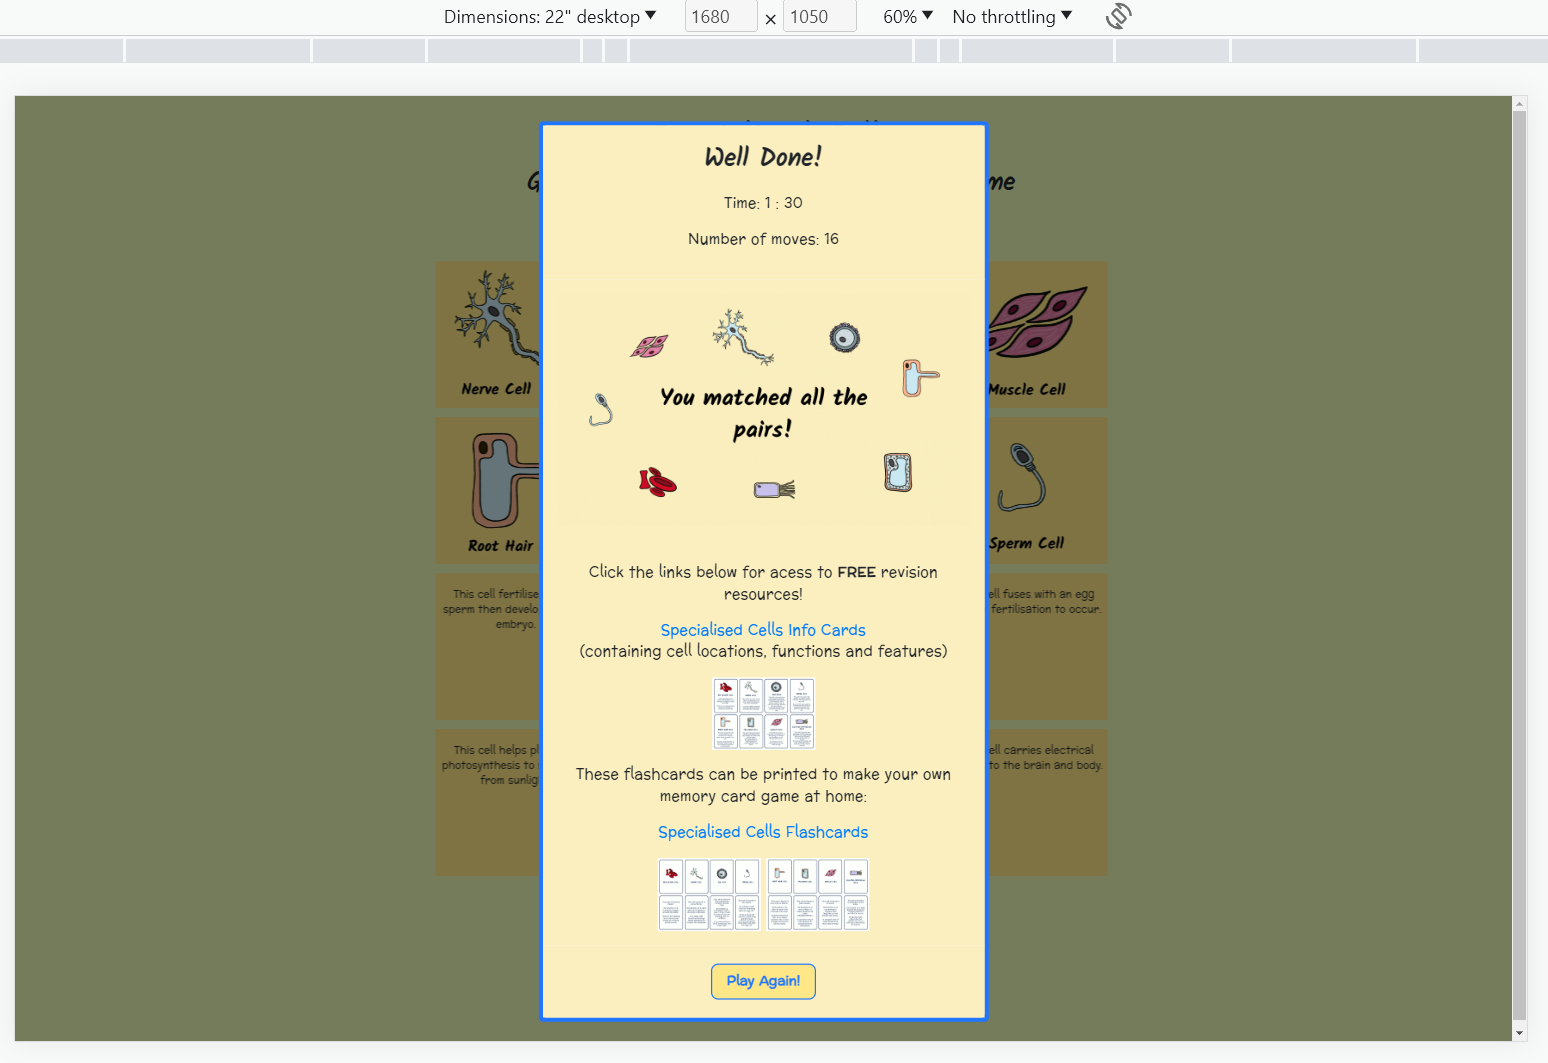 Dimensions: 22" desktop 1680 × 1050 60% No throttling
Well Done!
me
Time: 1 : 30
Number of moves: 16
You matched all the
pairs!
Nerve Cell
Muscle Cell
Root Hair
Sperm Cell
Click the links below for acess to FREE revision
resources!
This cell fertilise
sperm then develo
embryo.
ell fuses with an egg
fertilisation to occur.
Specialised Cells Info Cards
(containing cell locations, functions and features)
This cell helps pl
photosynthesis to
from sunlig
ell carries electrical
to the brain and body.
These flashcards can be printed to make your own
memory card game at home:
Specialised Cells Flashcards
Play Again!